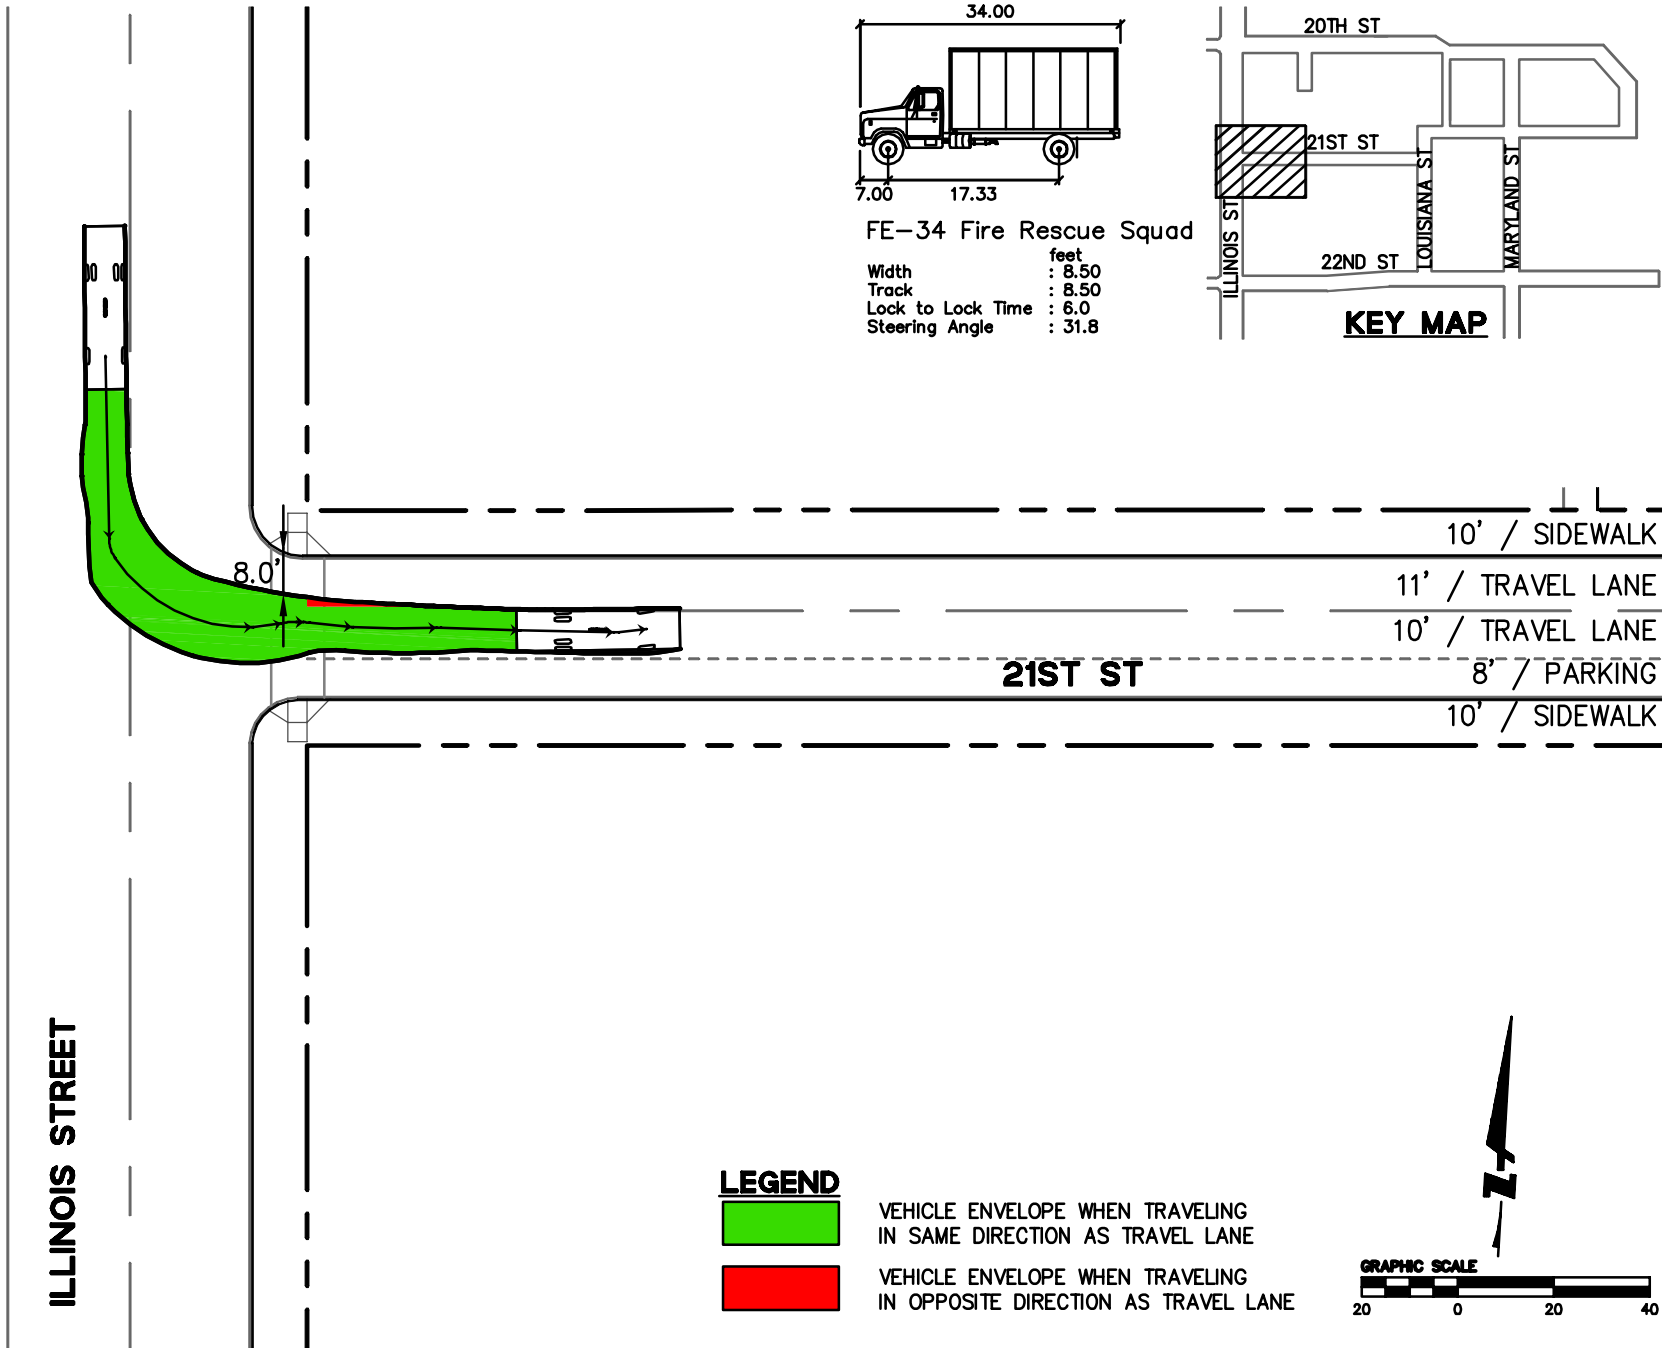 34.00
7.00
17.33
FE-34 Fire Rescue Squad
feet
Width : 8.50
Track : 8.50
Lock to Lock Time : 6.0
Steering Angle : 31.8
20TH ST
21ST ST
22ND ST
ILLINOIS ST
LOUISIANA ST
MARYLAND ST
KEY MAP
8.0'
10' / SIDEWALK
11' / TRAVEL LANE
10' / TRAVEL LANE
21ST ST
8' / PARKING
10' / SIDEWALK
ILLINOIS STREET
LEGEND
VEHICLE ENVELOPE WHEN TRAVELING
IN SAME DIRECTION AS TRAVEL LANE
VEHICLE ENVELOPE WHEN TRAVELING
IN OPPOSITE DIRECTION AS TRAVEL LANE
N
GRAPHIC SCALE
20 0 20 40